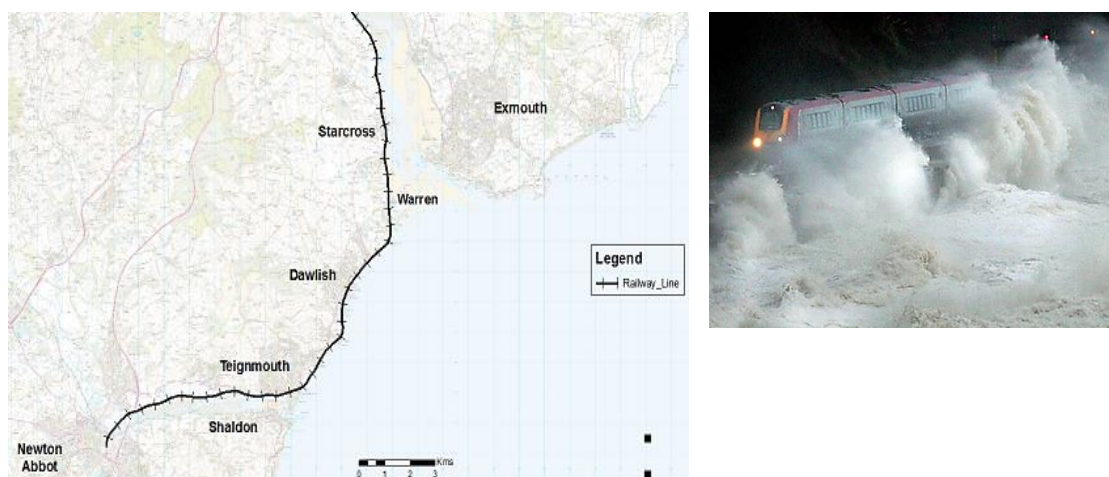 Exmouth
Starcross
Warren
Legend
Railway_Line
Dawlish
Teignmouth
Shaldon
Newton
Abbot
Kms
0 1 2 3